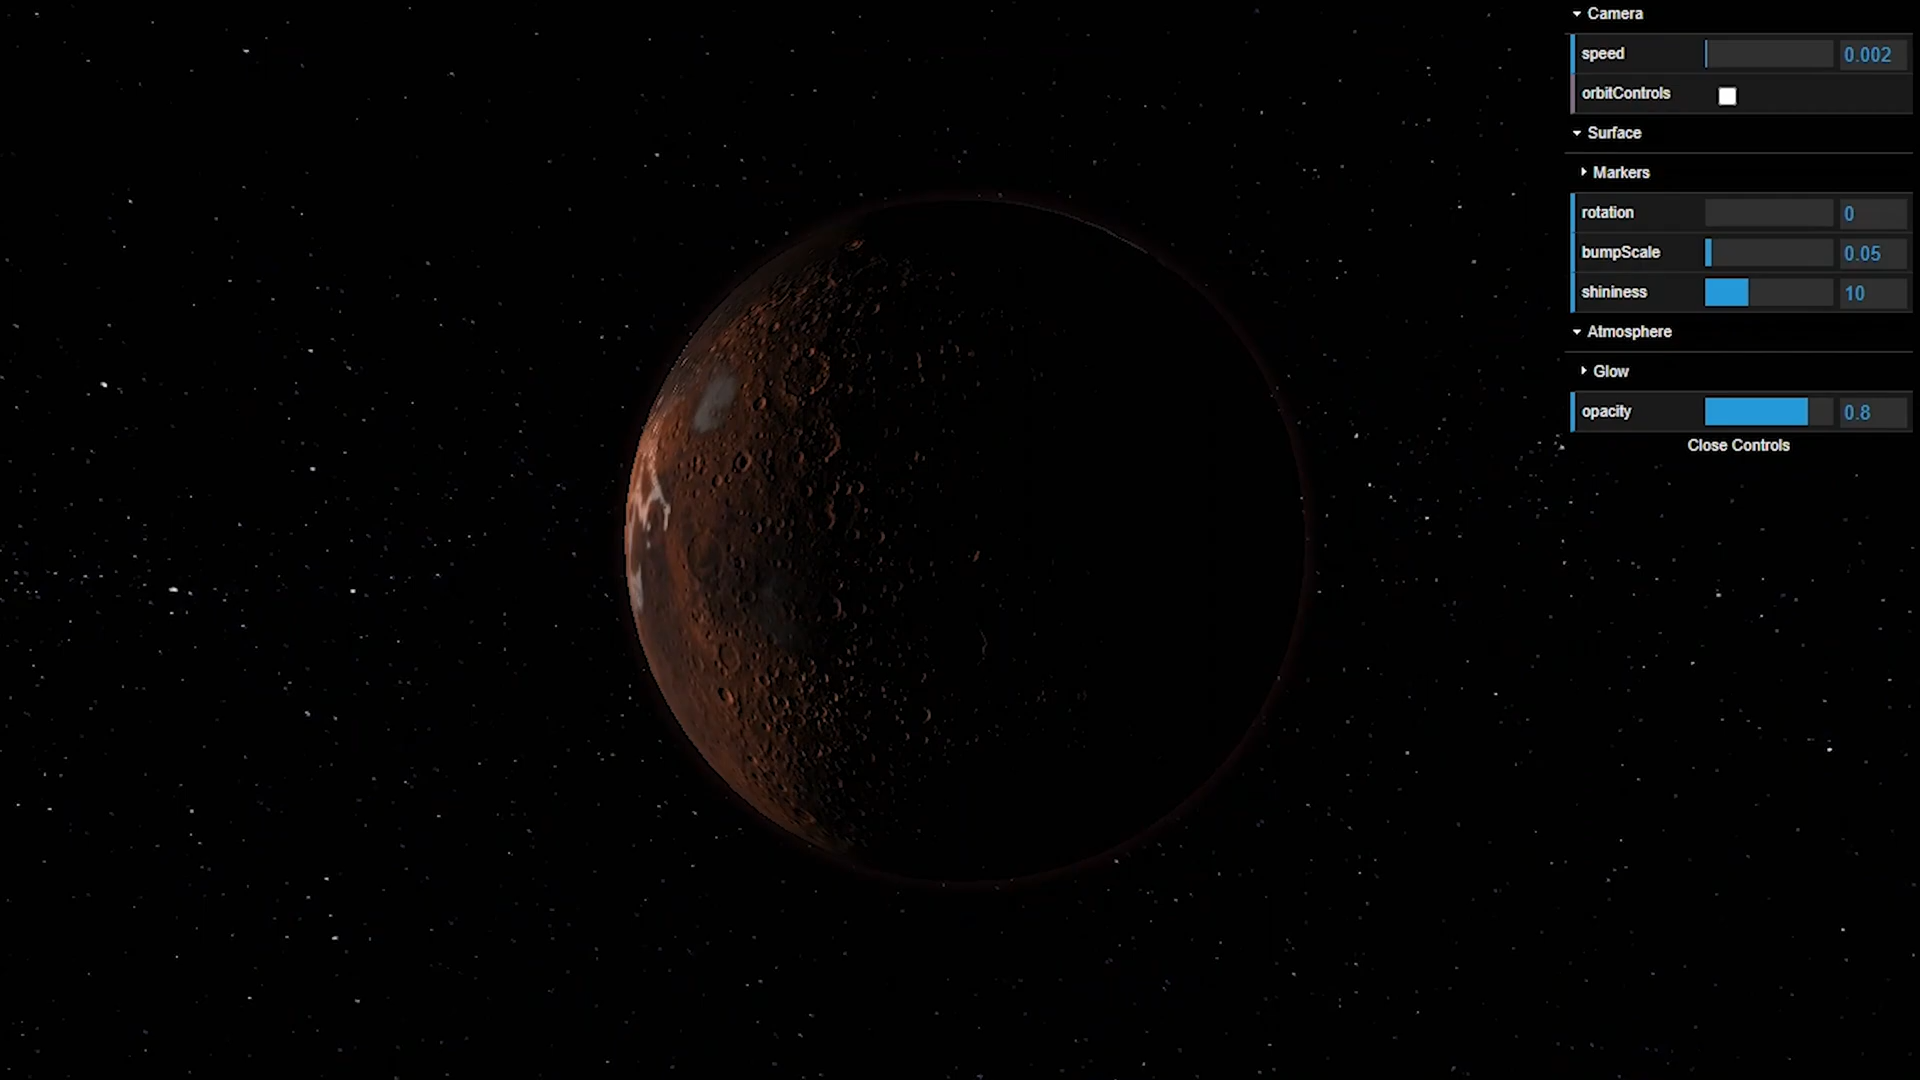 Camera
speed 0.002
orbitControls
Surface
Markers
rotation 0
bumpScale 0.05
shininess 10
Atmosphere
Glow
opacity 0.8
Close Controls